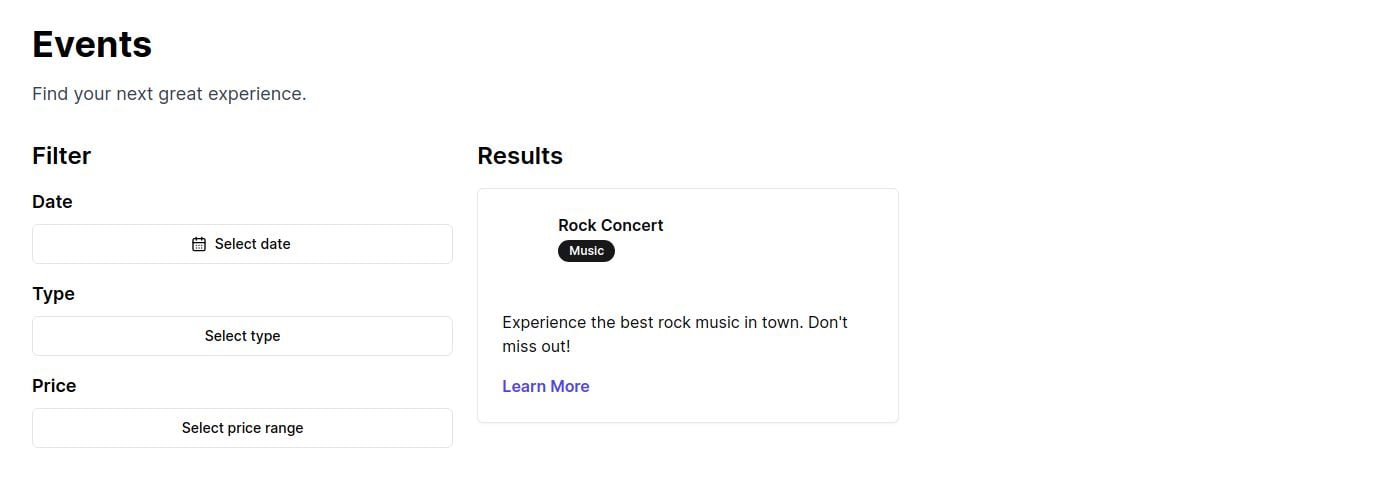 Events
Find your next great experience.
Filter
Date
Select date
Type
Select type
Price
Select price range
Results
Rock Concert
Music
Experience the best rock music in town. Don't
miss out!
Learn More